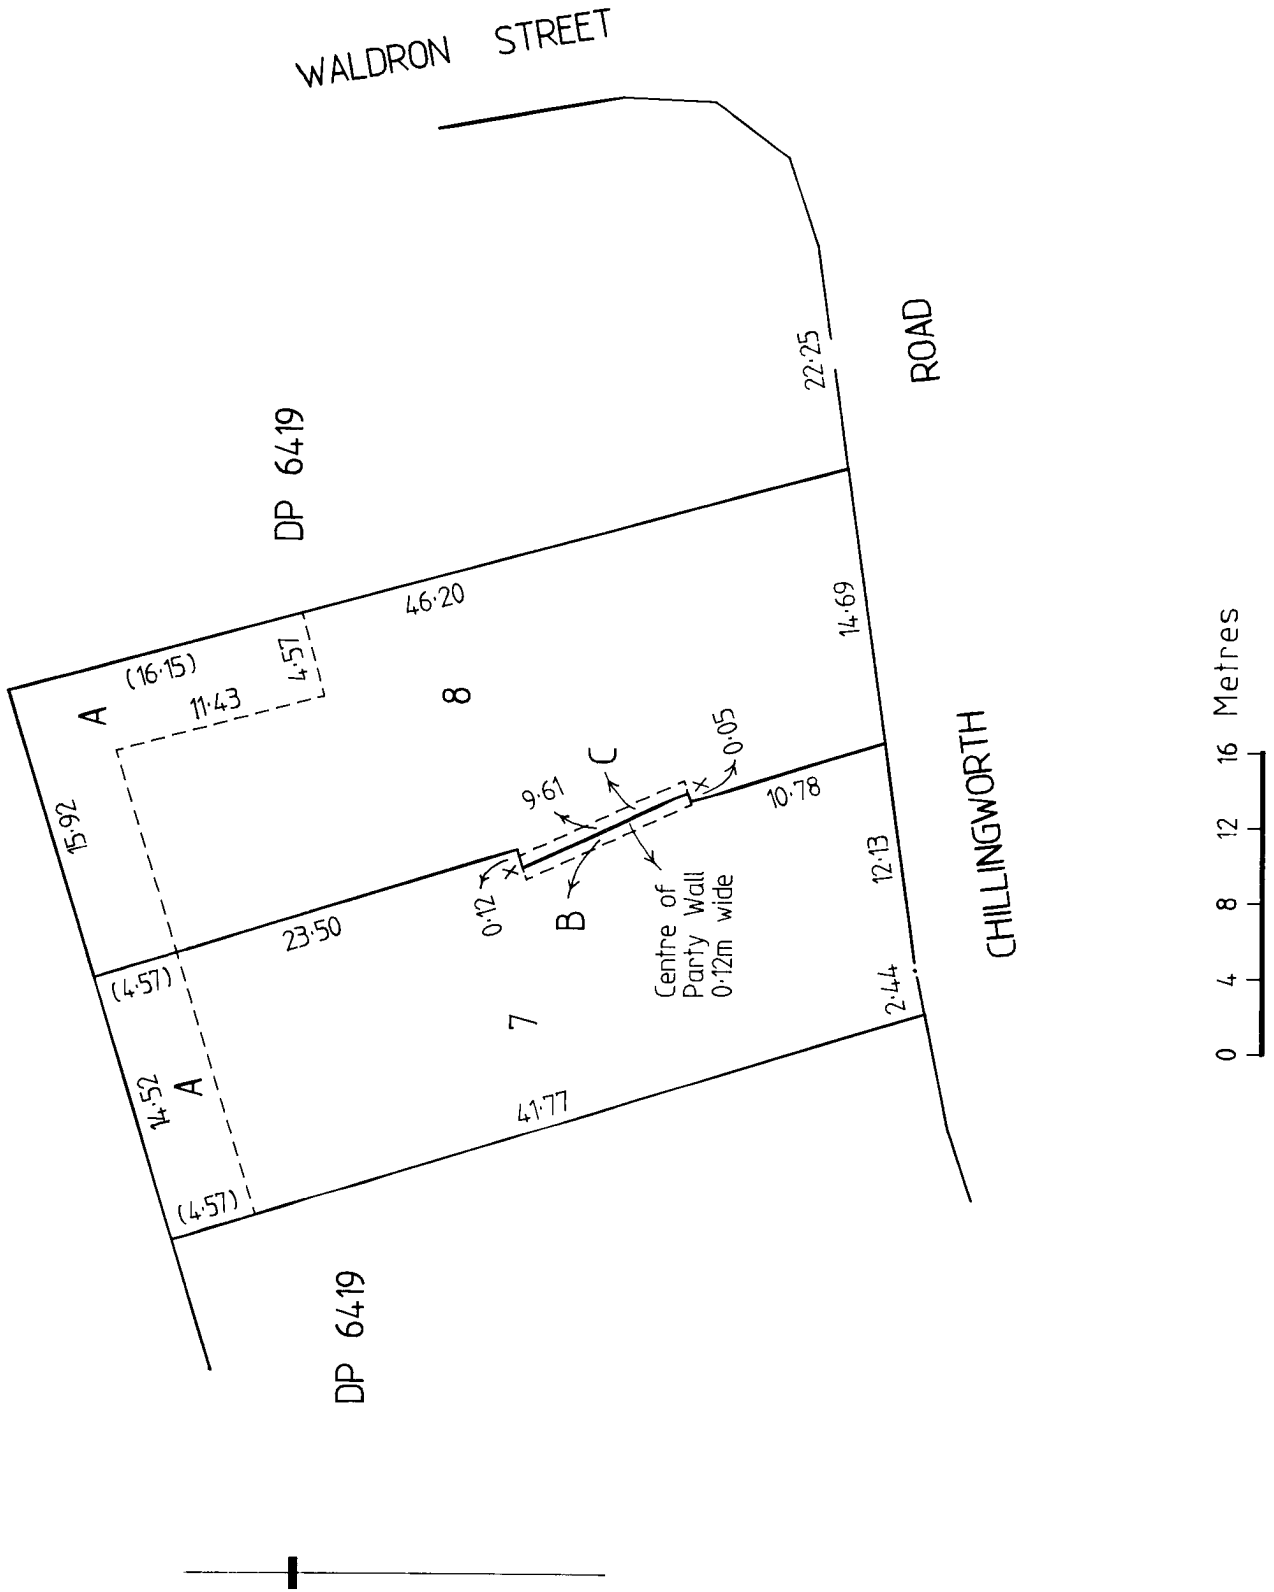 WALDRON STREET
DP 6419
22·25
ROAD
46·20
(16·15)
4·57
11·43
A
8
14·69
15·92
9·61
C
0·05
10·78
x
x
0·12
B
23·50
Centre of
Party Wall
0·12m wide
12·13
CHILLINGWORTH
(4·57)
7
2·44
14·52
A
41·77
(4·57)
DP 6419
0 4 8 12 16 Metres